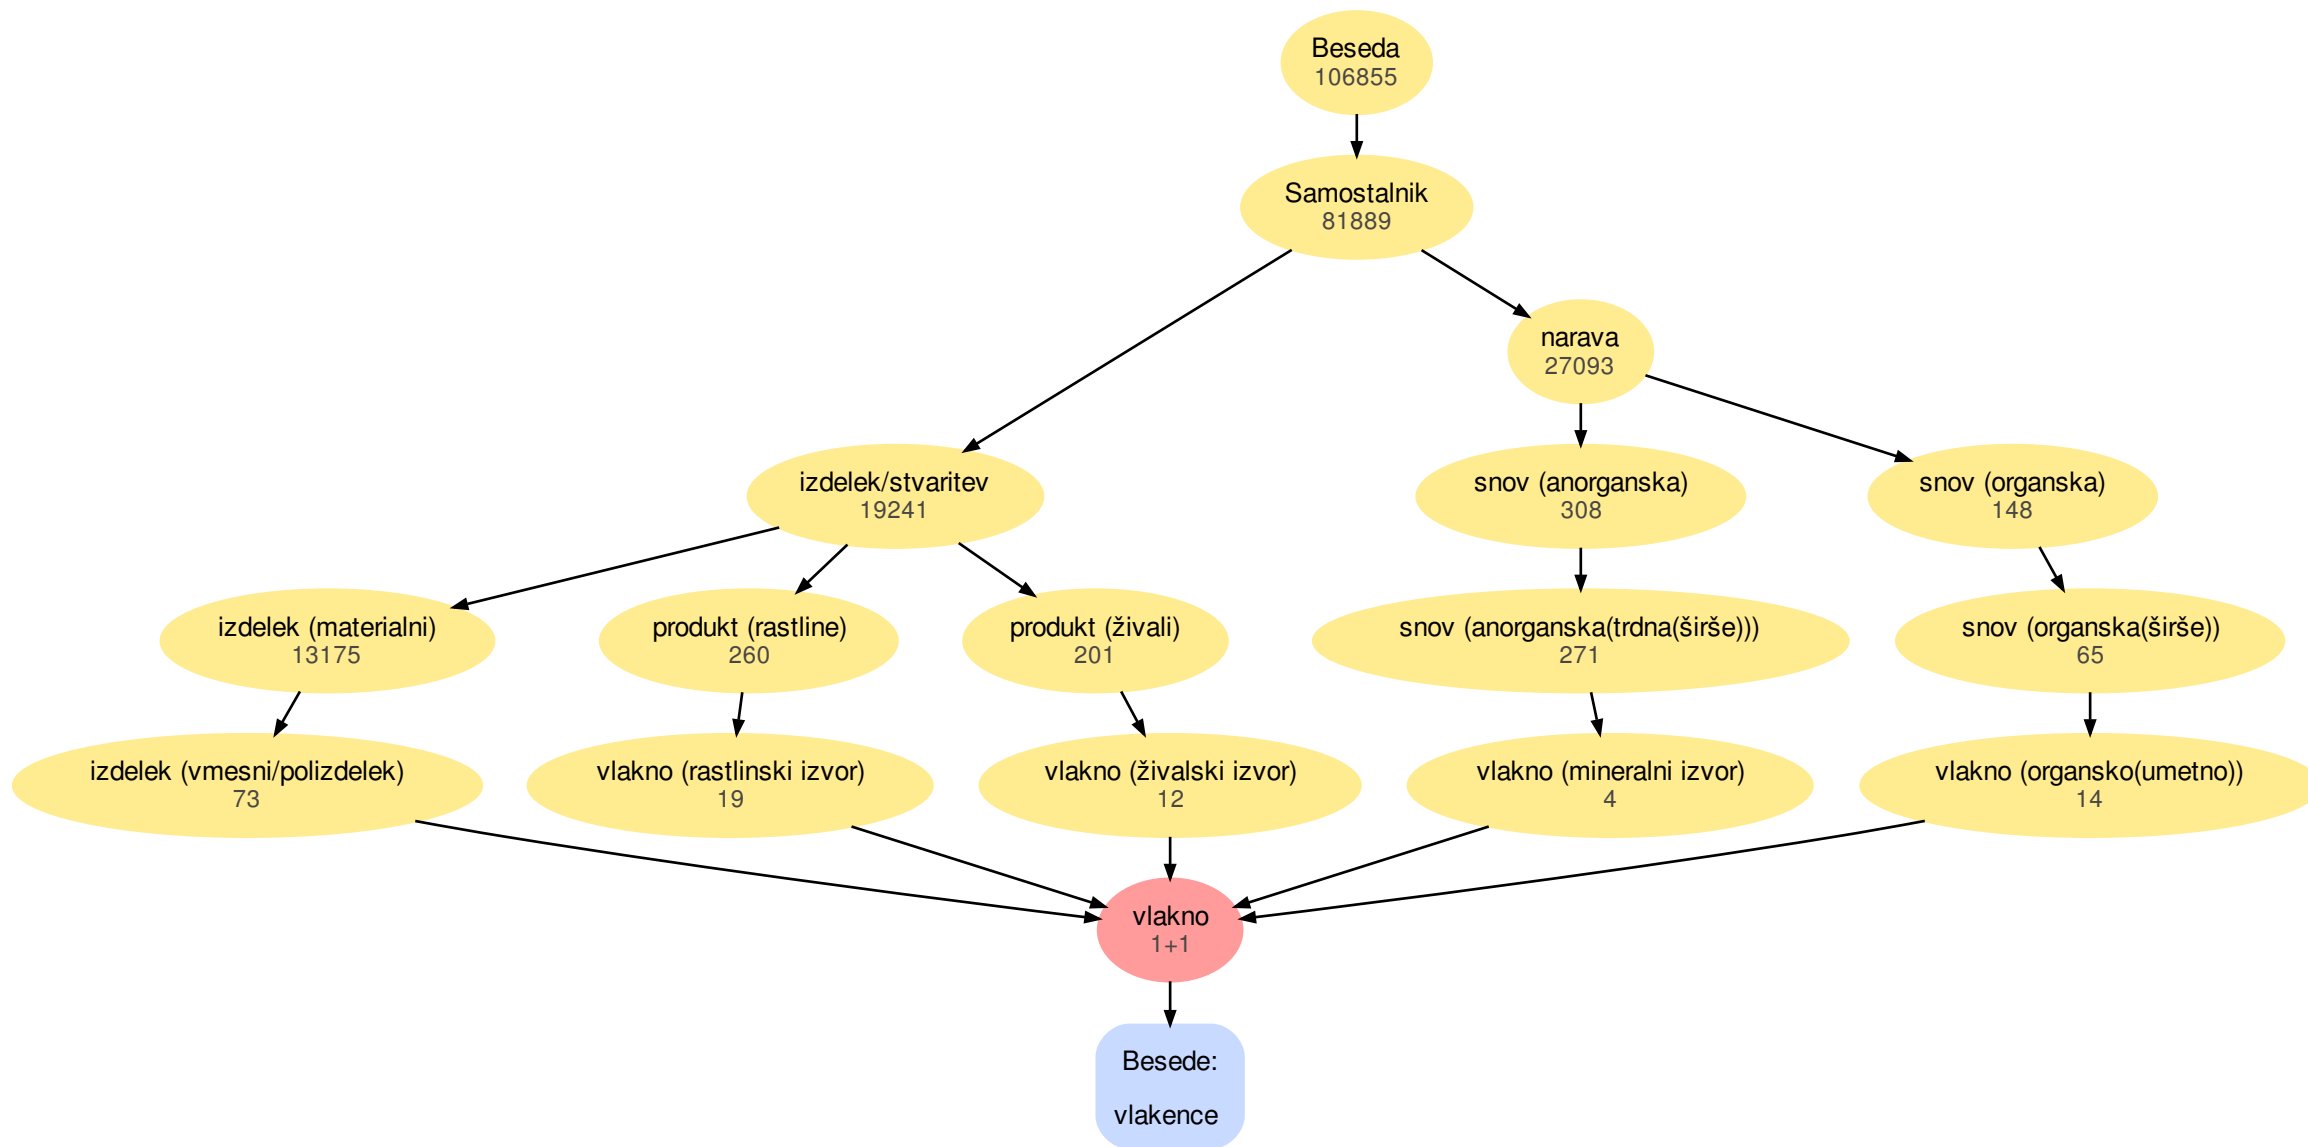 Beseda
106855
Samostalnik
81889
narava
27093
izdelek/stvaritev
19241
snov (anorganska)
308
snov (organska)
148
izdelek (materialni)
13175
produkt (rastline)
260
produkt (živali)
201
snov (anorganska(trdna(širše)))
271
snov (organska(širše))
65
izdelek (vmesni/polizdelek)
73
vlakno (rastlinski izvor)
19
vlakno (živalski izvor)
12
vlakno (mineralni izvor)
4
vlakno (organsko(umetno))
14
vlakno
1+1
Besede:
vlakence